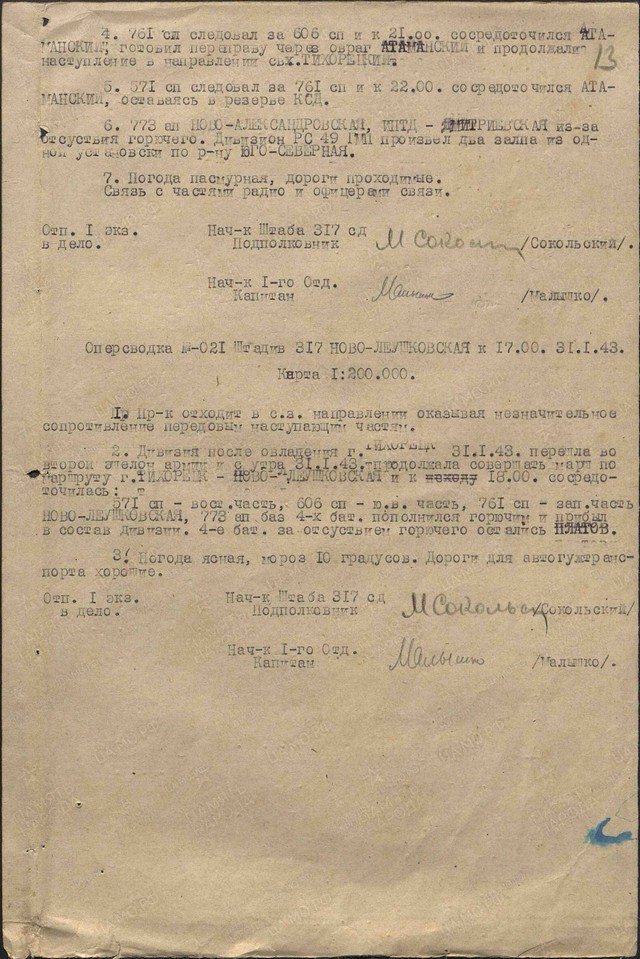 13
4. 761 сп следовал за 606 сп и к 21.00. сосредоточился АТА-
МАНСКИЙ, готовил переправу через овраг АТАМАНСКИЙ и продолжали
наступление в направлении свх.ТИХОРЕЦКИЙ.
5. 571 сп следовал за 761 сп и к 22.00. сосредоточился АТА-
МАНСКИЙ, оставаясь в резерве КСД.
6. 773 ап НОВО-АЛЕКСАНДРОВСКАЯ, ИПТД - ДМИТРИЕВСКАЯ из-за
отсуствия горючего. Дивизион РС 49 ГМП произвел два залпа из од-
ной установки по р-ну ЮГО-СЕВЕРНАЯ.
7. Погода пасмурная, дороги проходимые.
Связь с частями радио и офицерами связи.
Отп. I экз.
в дело.
Нач-к Штаба 317 сд
Подполковник М Сокольск /Сокольский/.
Нач-к I-го Отд.
Капитан Малышко /Малышко/.
Оперсводка №-021 Штадив 317 НОВО-ЛЕУШКОВСКАЯ к 17.00. 31.1.43.
Карта I:200.000.
I. Пр-к отходит в с.з. направлении оказывая незначительное
сопротивление передовым наступающим частям.
2. Дивизия после овладения г.ТИХОРЕЦК 31.1.43. перешла во
второй эшелон армии и с утра 31.1.43. продолжала совершать марш по
маршруту г.ТИХОРЕЦК - НОВО-ЛЕУШКОВСКАЯ и к исходу 18.00. сосредо-
точилась:
571 сп - вост.часть, 606 сп - ю.в. часть, 761 сп - зап.часть
НОВО-ЛЕУШКОВСКАЯ, 773 ап без 4-х бат. пополнился горючим и прибыл
в состав Дивизии. 4-е бат. за отсуствием горючего остались ПЛАТОВ.
3. Погода ясная, мороз 10 градусов. Дороги для автогужтранс-
порта хорошие.
Отп. I экз.
в дело.
Нач-к Штаба 317 сд
Подполковник М Сокольск /Сокольский/
Нач-к I-го Отд.
Капитан Малышко /Малышко/.